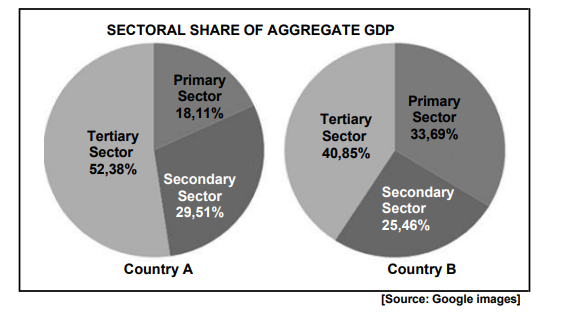 SECTORAL SHARE OF AGGREGATE GDP
Primary
Sector
18,11%
Tertiary
Sector
52,38%
Secondary
Sector
29,51%
Country A
Primary
Sector
33,69%
Tertiary
Sector
40,85%
Secondary
Sector
25,46%
Country B
[Source: Google images]